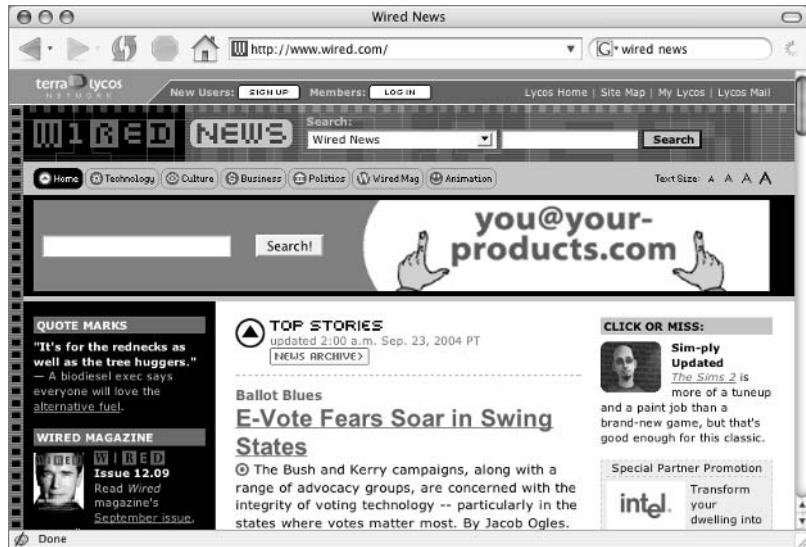 Wired News
http://www.wired.com/
G wired news
terra lycos
NETWORK
New Users: SIGN UP Members: LOG IN
Lycos Home | Site Map | My Lycos | Lycos Mail
WIRED NEWS
Search:
Wired News
Search
Home Technology Culture Business Politics Wired Mag Animation
Text Size: A A A A
Search!
you@your-
products.com
QUOTE MARKS
"It's for the rednecks as
well as the tree huggers."
— A biodiesel exec says
everyone will love the
alternative fuel.
WIRED MAGAZINE
WIRED
WIRED
Issue 12.09
Read Wired
magazine's
September issue,
TOP STORIES
updated 2:00 a.m. Sep. 23, 2004 PT
NEWS ARCHIVE>
Ballot Blues
E-Vote Fears Soar in Swing
States
The Bush and Kerry campaigns, along with a
range of advocacy groups, are concerned with the
integrity of voting technology -- particularly in the
states where votes matter most. By Jacob Ogles.
CLICK OR MISS:
Sim-ply
Updated
The Sims 2 is
more of a tuneup
and a paint job than a
brand-new game, but that's
good enough for this classic.
Special Partner Promotion
intel.
Transform
your
dwelling into
Done